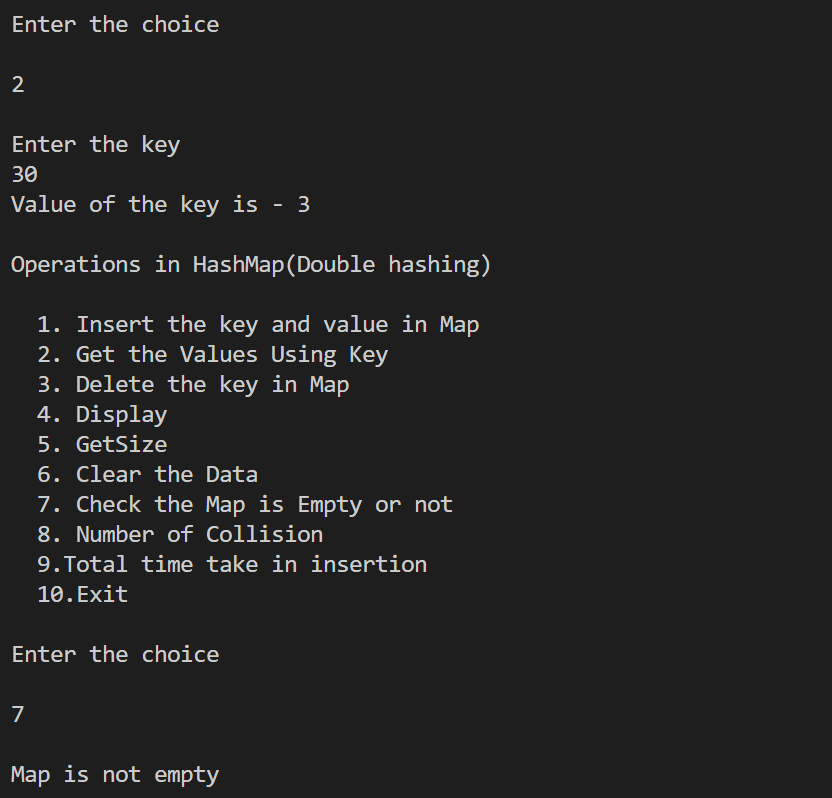 Enter the choice
2
Enter the key
30
Value of the key is - 3
Operations in HashMap(Double hashing)
1. Insert the key and value in Map
2. Get the Values Using Key
3. Delete the key in Map
4. Display
5. GetSize
6. Clear the Data
7. Check the Map is Empty or not
8. Number of Collision
9.Total time take in insertion
10.Exit
Enter the choice
7
Map is not empty